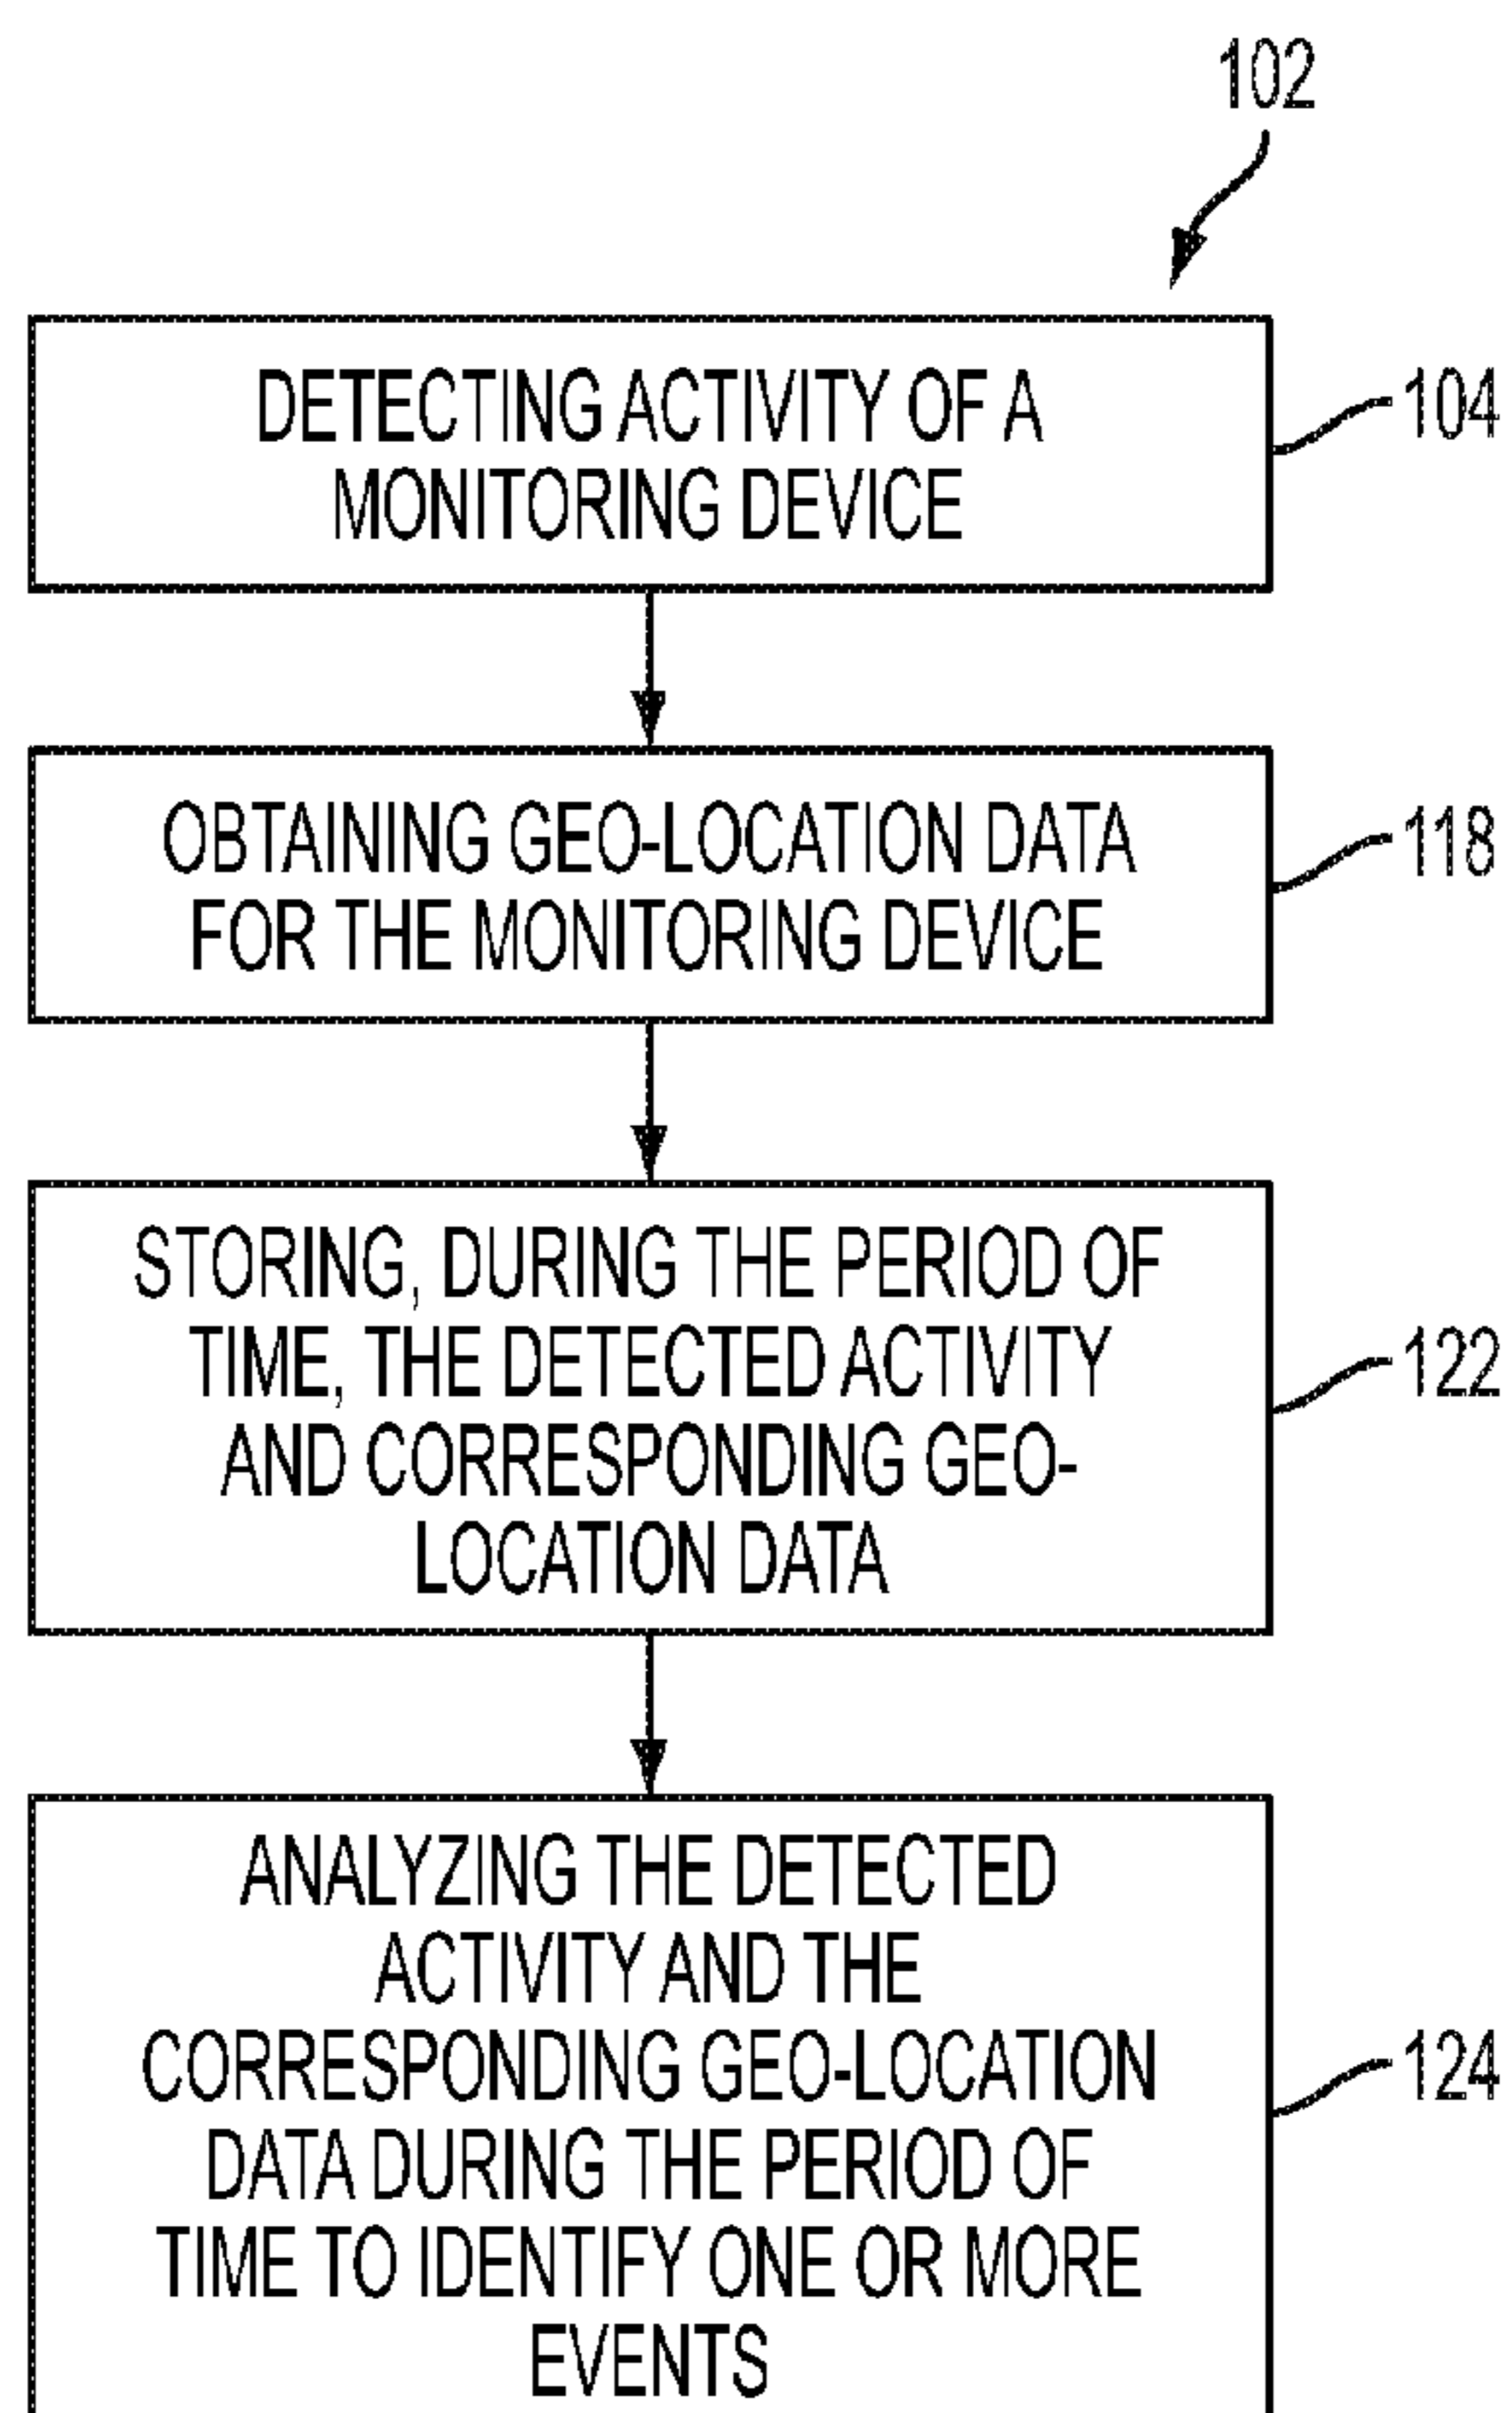 102
DETECTING ACTIVITY OF A
MONITORING DEVICE
104
OBTAINING GEO-LOCATION DATA
FOR THE MONITORING DEVICE
118
STORING, DURING THE PERIOD OF
TIME, THE DETECTED ACTIVITY
AND CORRESPONDING GEO-
LOCATION DATA
122
ANALYZING THE DETECTED
ACTIVITY AND THE
CORRESPONDING GEO-LOCATION
DATA DURING THE PERIOD OF
TIME TO IDENTIFY ONE OR MORE
EVENTS
124